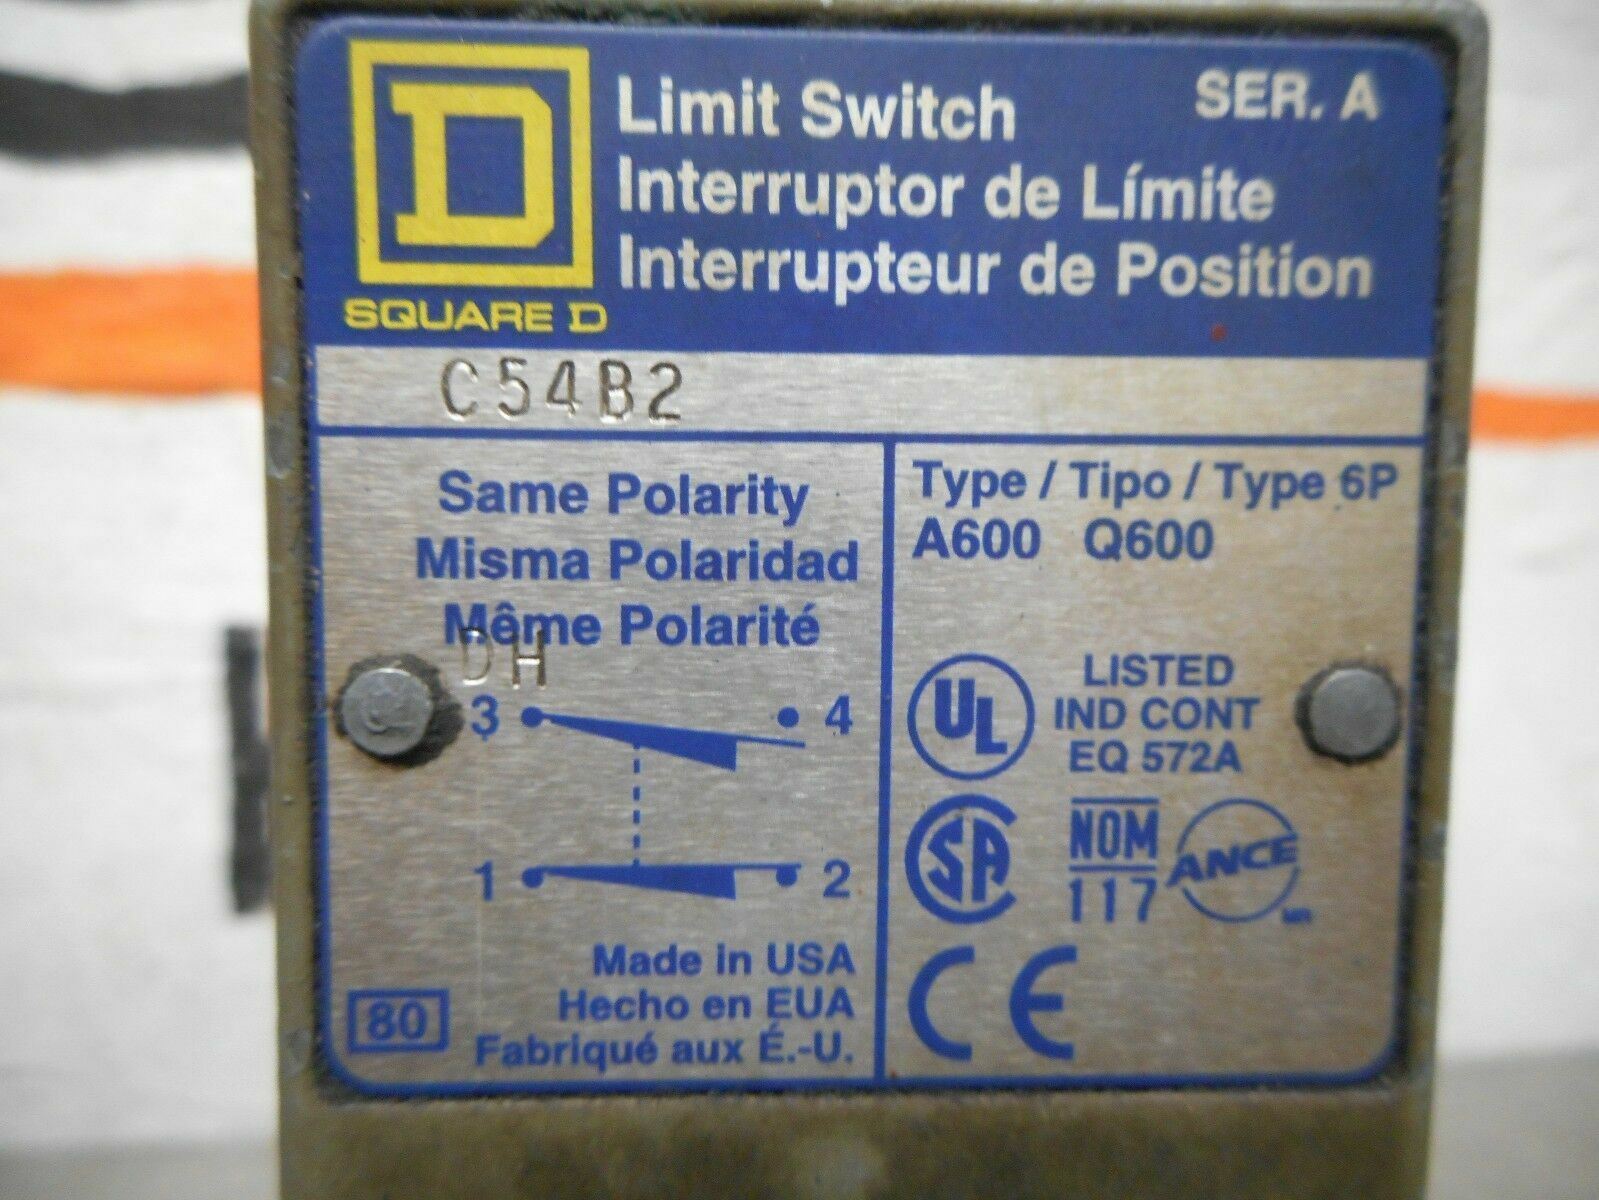 Limit Switch SER. A
Interruptor de Límite
Interrupteur de Position
SQUARE D
C54B2
Same Polarity
Misma Polaridad
Même Polarité
DH
3 4
1 2
Made in USA
Hecho en EUA
Fabriqué aux É.-U.
80
Type / Tipo / Type 6P
A600 Q600
UL
LISTED
IND CONT
EQ 572A
SA
NOM
117
ANCE
MR
CE